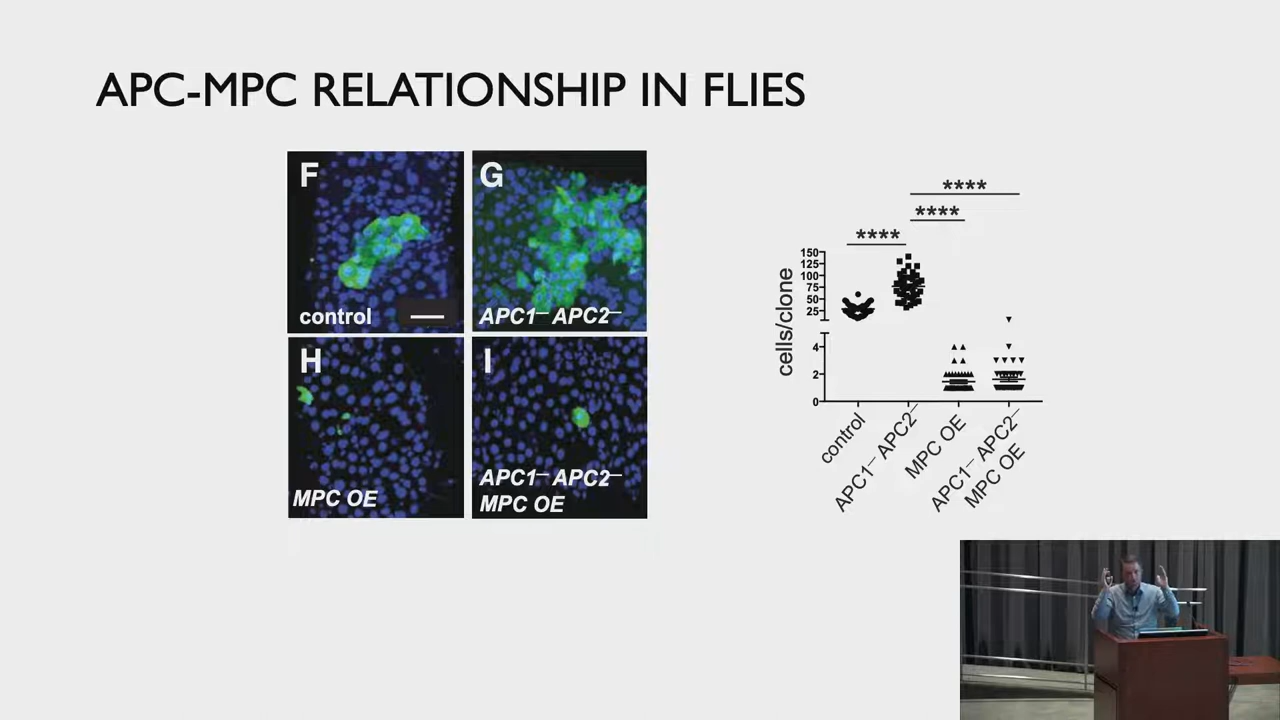 APC-MPC RELATIONSHIP IN FLIES
F
control
G
APC1⁻ APC2⁻
H
MPC OE
I
APC1⁻ APC2⁻
MPC OE
****
****
****
cells/clone
150
125
100
75
50
25
4
2
0
control
APC1⁻ APC2⁻
MPC OE
APC1⁻ APC2⁻
MPC OE